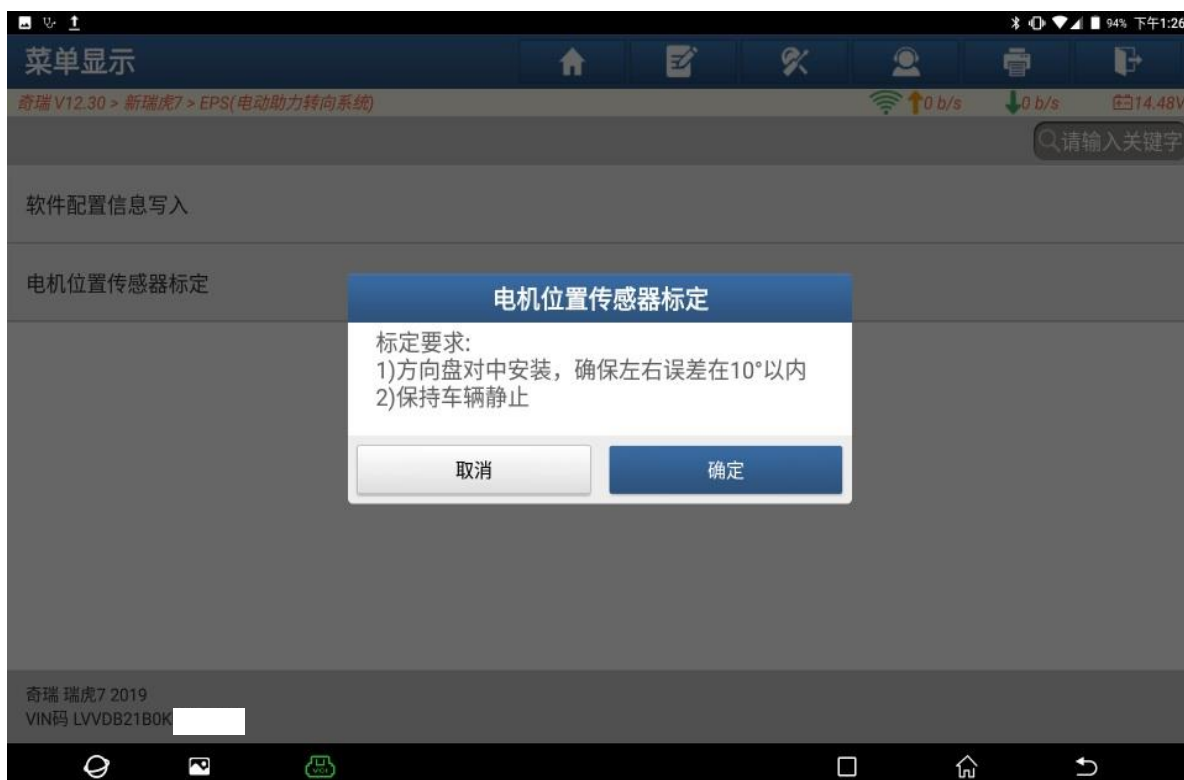 94% 下午1:26
菜单显示
奇瑞 V12.30 > 新瑞虎7 > EPS(电动助力转向系统)
0 b/s
0 b/s
14.48V
请输入关键字
软件配置信息写入
电机位置传感器标定
电机位置传感器标定
标定要求:
1)方向盘对中安装，确保左右误差在10°以内
2)保持车辆静止
取消
确定
奇瑞 瑞虎7 2019
VIN码 LVVDB21B0K
VCI